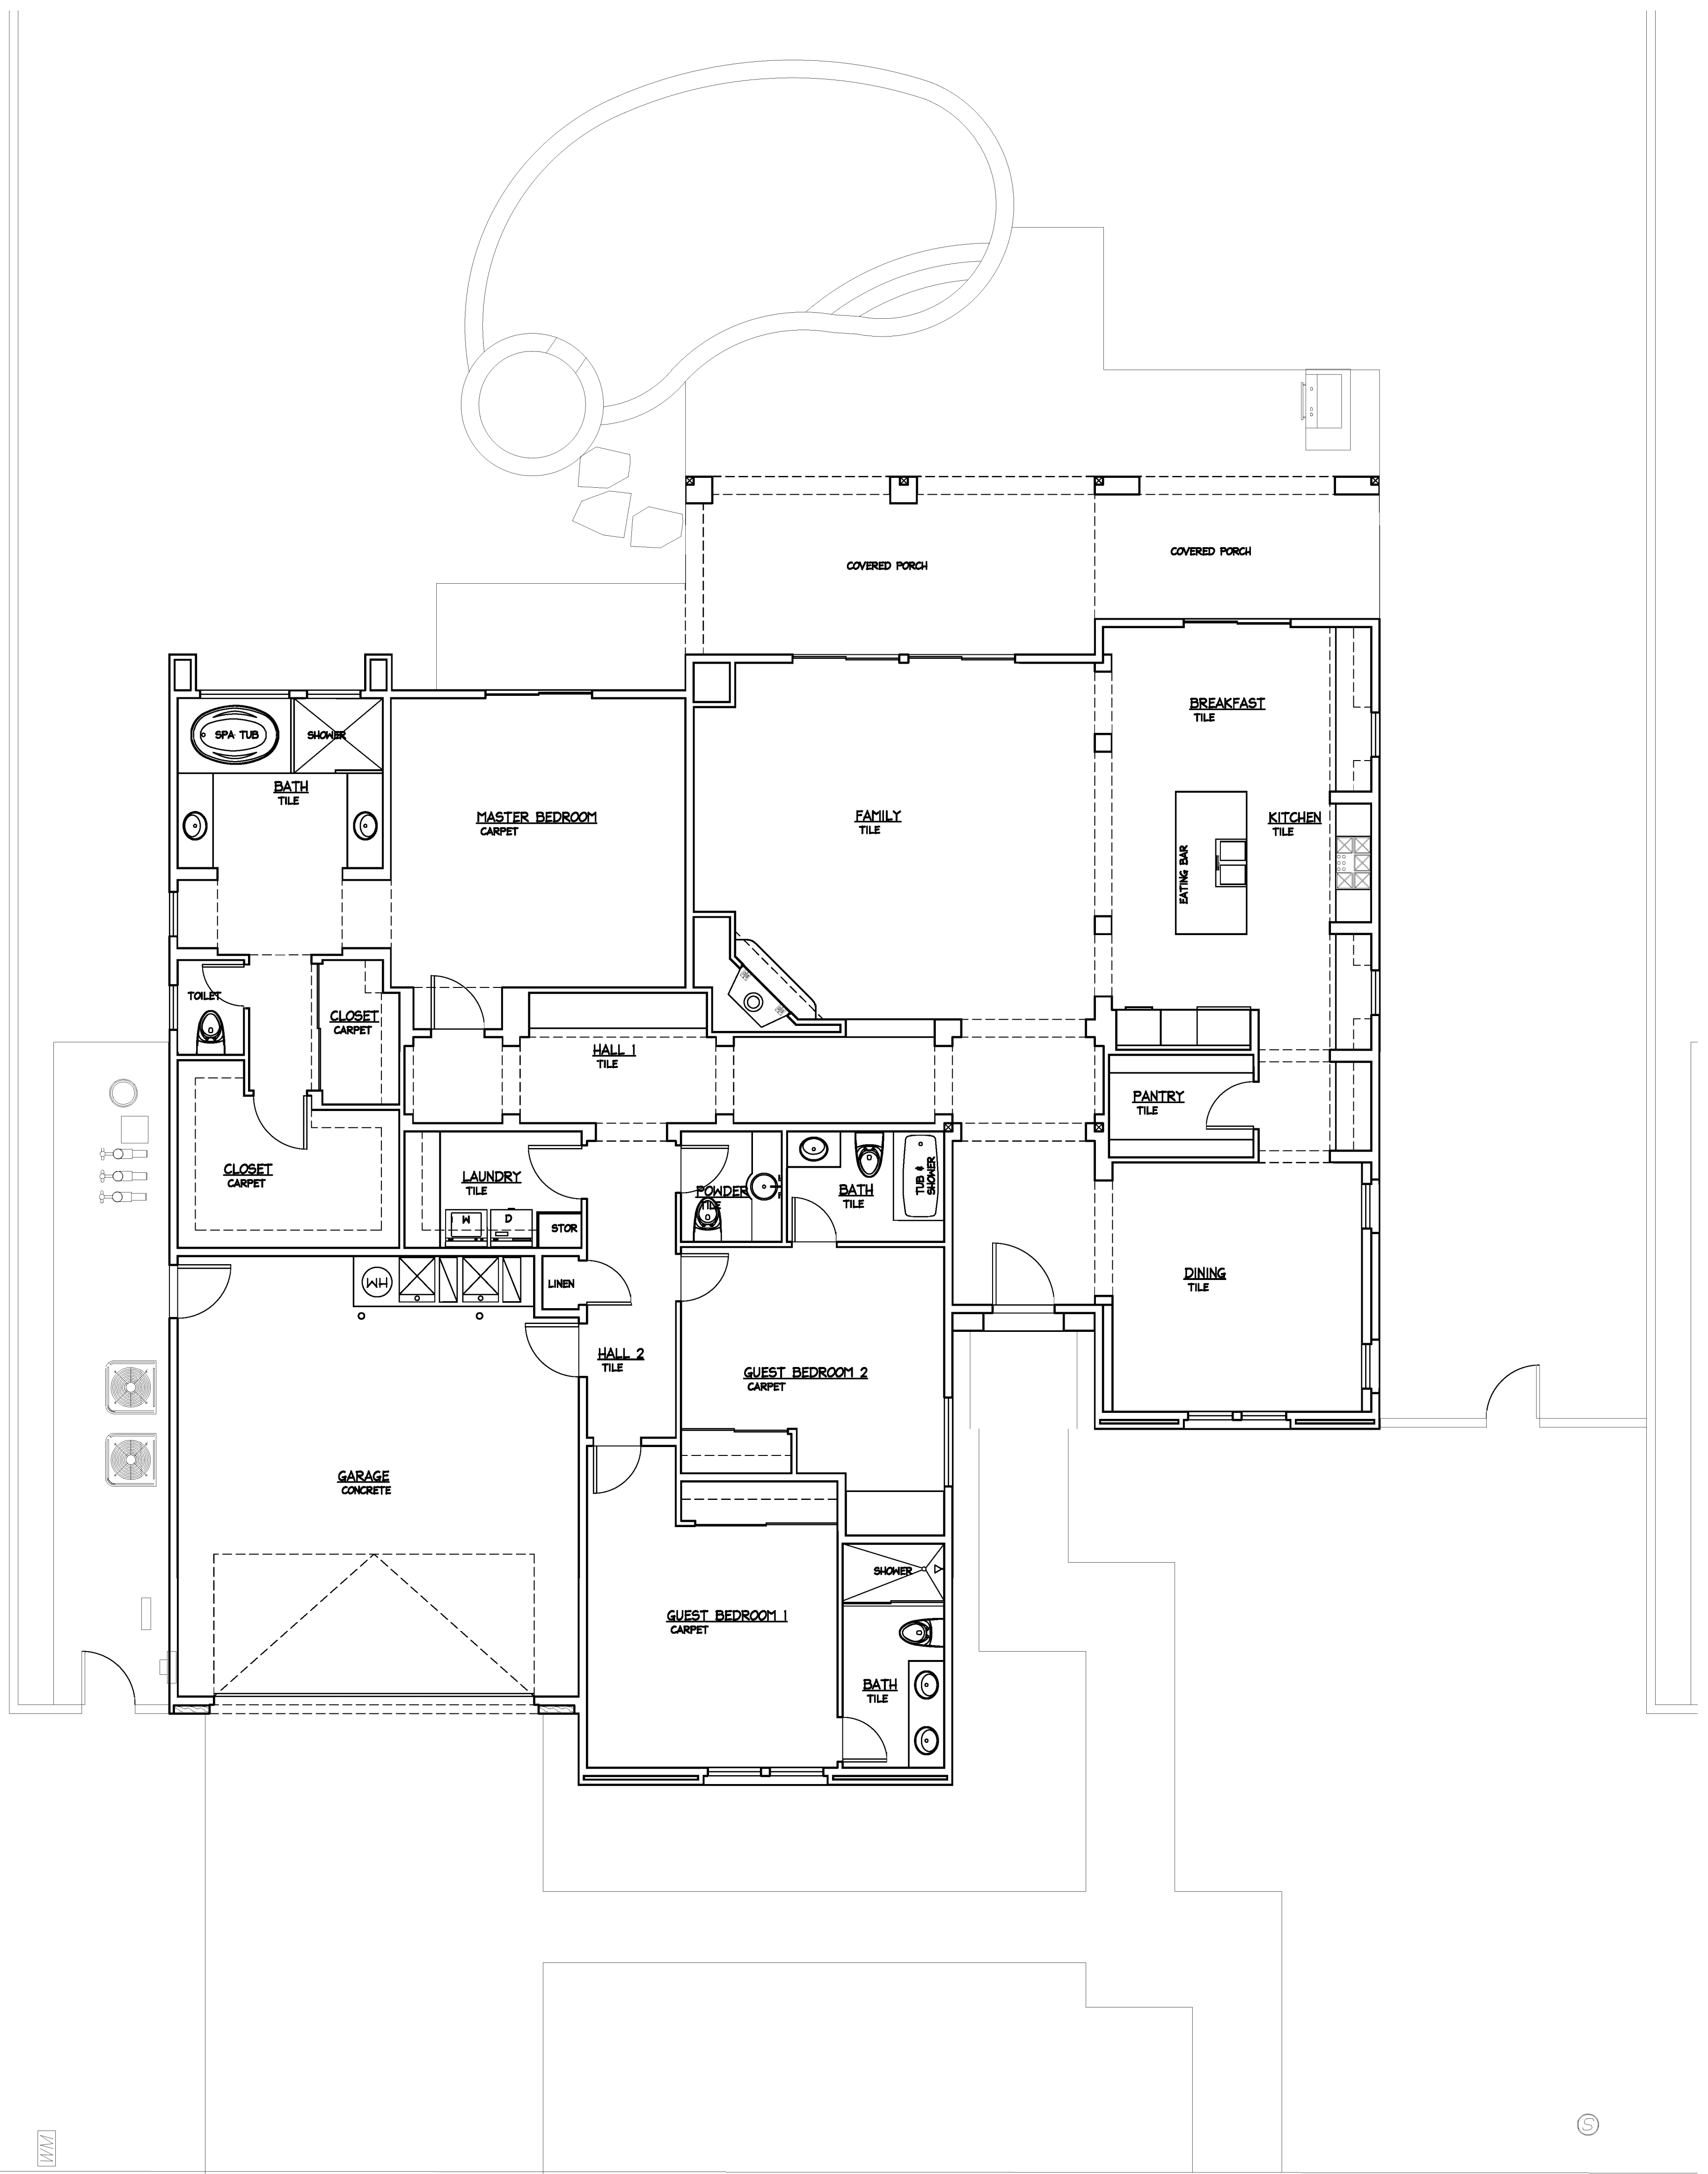 COVERED PORCH
COVERED PORCH
BREAKFAST
TILE
SPA TUB
SHOWER
BATH
TILE
MASTER BEDROOM
CARPET
FAMILY
TILE
KITCHEN
TILE
EATING BAR
TOILET
CLOSET
CARPET
HALL 1
TILE
PANTRY
TILE
CLOSET
CARPET
LAUNDRY
TILE
W
D
STOR
POWDER
TILE
BATH
TILE
TUB &
SHOWER
DINING
TILE
WH
LINEN
HALL 2
TILE
GUEST BEDROOM 2
CARPET
GARAGE
CONCRETE
SHOWER
GUEST BEDROOM 1
CARPET
BATH
TILE
WM
S